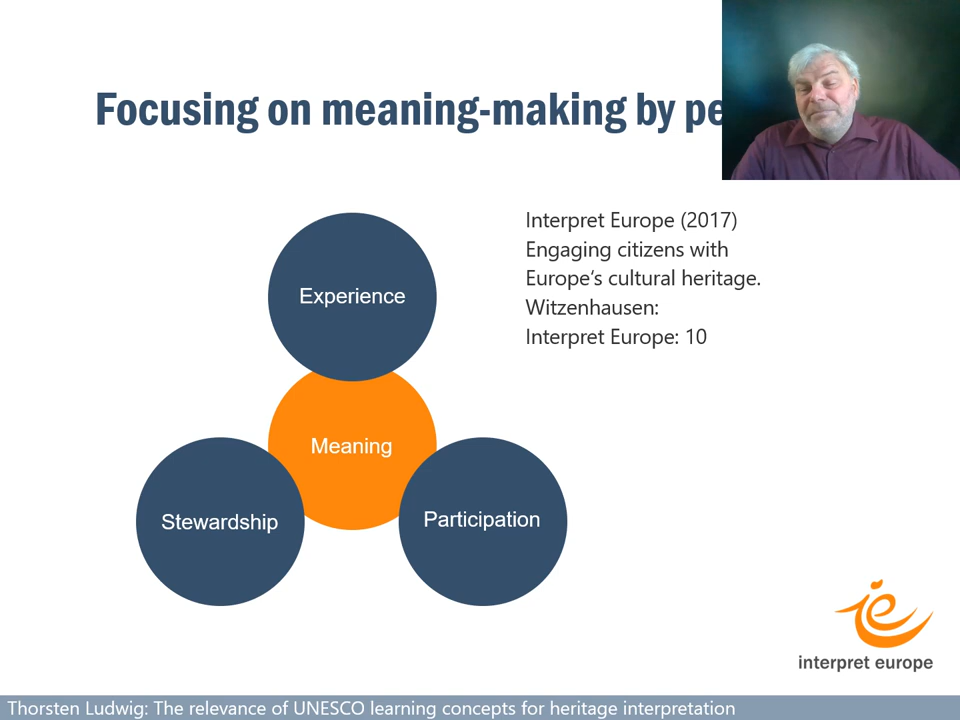 Focusing on meaning-making by pe
Interpret Europe (2017)
Engaging citizens with
Europe‘s cultural heritage.
Witzenhausen:
Interpret Europe: 10
Experience
Meaning
Stewardship
Participation
interpret europe
Thorsten Ludwig: The relevance of UNESCO learning concepts for heritage interpretation